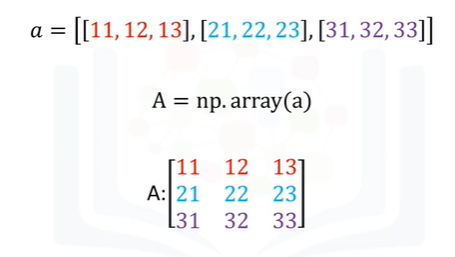 a = [[11, 12, 13], [21, 22, 23], [31, 32, 33]]
A = np. array(a)
A: [11 12 13
21 22 23
31 32 33]